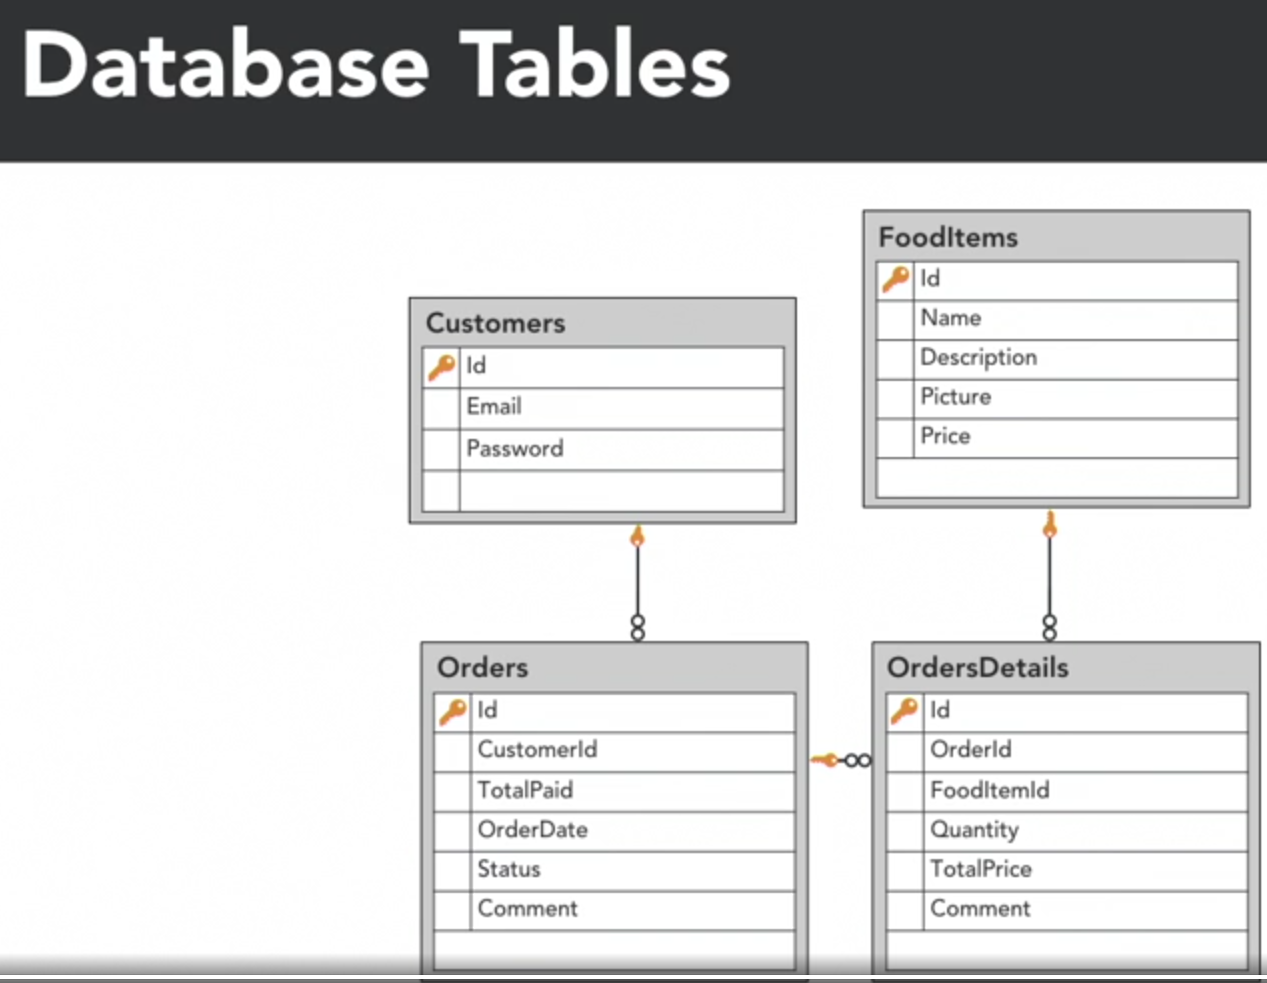 Database Tables
Customers
Id
Email
Password
FoodItems
Id
Name
Description
Picture
Price
Orders
Id
CustomerId
TotalPaid
OrderDate
Status
Comment
OrdersDetails
Id
OrderId
FoodItemId
Quantity
TotalPrice
Comment